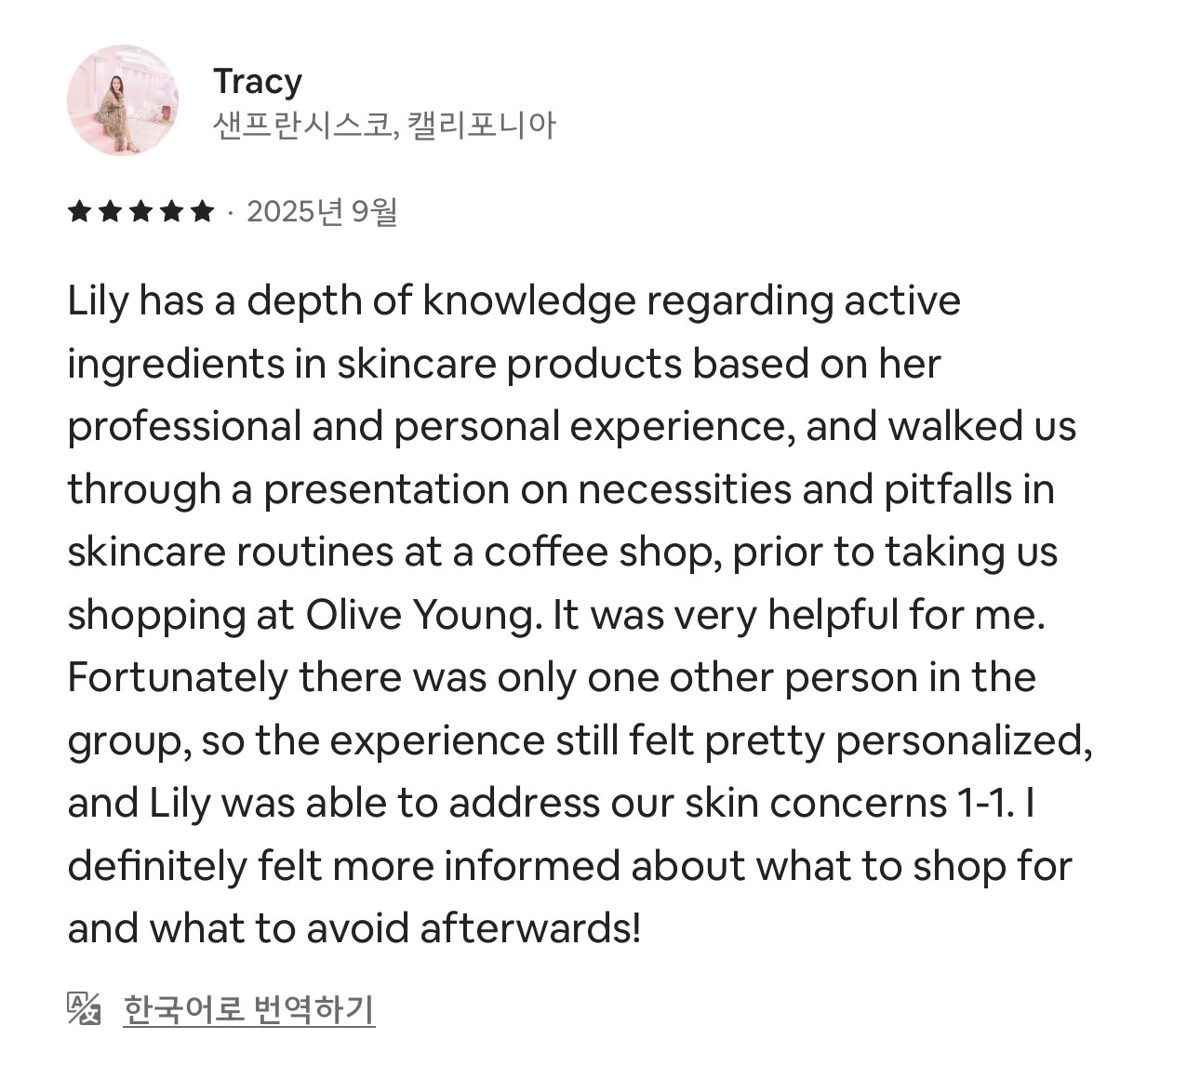 Tracy
샌프란시스코, 캘리포니아
★★★★★ · 2025년 9월
Lily has a depth of knowledge regarding active
ingredients in skincare products based on her
professional and personal experience, and walked us
through a presentation on necessities and pitfalls in
skincare routines at a coffee shop, prior to taking us
shopping at Olive Young. It was very helpful for me.
Fortunately there was only one other person in the
group, so the experience still felt pretty personalized,
and Lily was able to address our skin concerns 1-1. I
definitely felt more informed about what to shop for
and what to avoid afterwards!
한국어로 번역하기